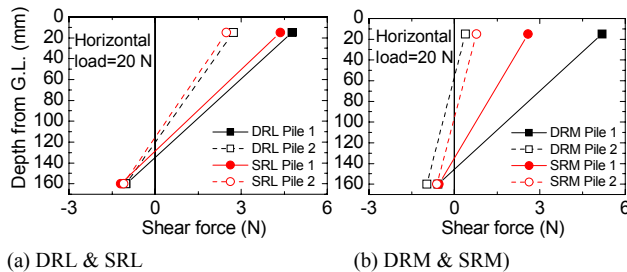 Depth from G.L. (mm)
20
40
60
80
100
120
140
160
-3
0
3
6
Shear force (N)
Horizontal
load=20 N
DRL Pile 1
DRL Pile 2
SRL Pile 1
SRL Pile 2
(a) DRL & SRL
20
40
60
80
100
120
140
160
-3
0
3
6
Shear force (N)
Horizontal
load=20 N
DRM Pile 1
DRM Pile 2
SRM Pile 1
SRM Pile 2
(b) DRM & SRM)